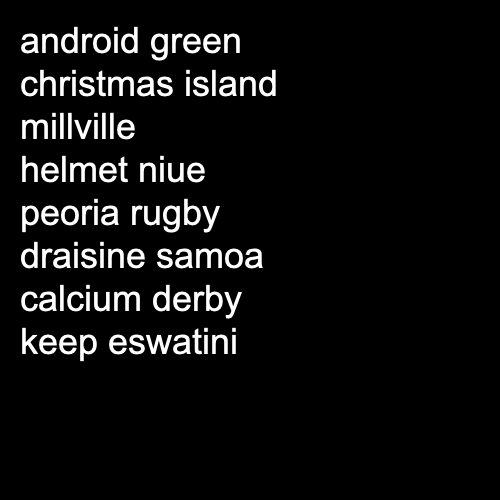 android green
christmas island
millville
helmet niue
peoria rugby
draisine samoa
calcium derby
keep eswatini